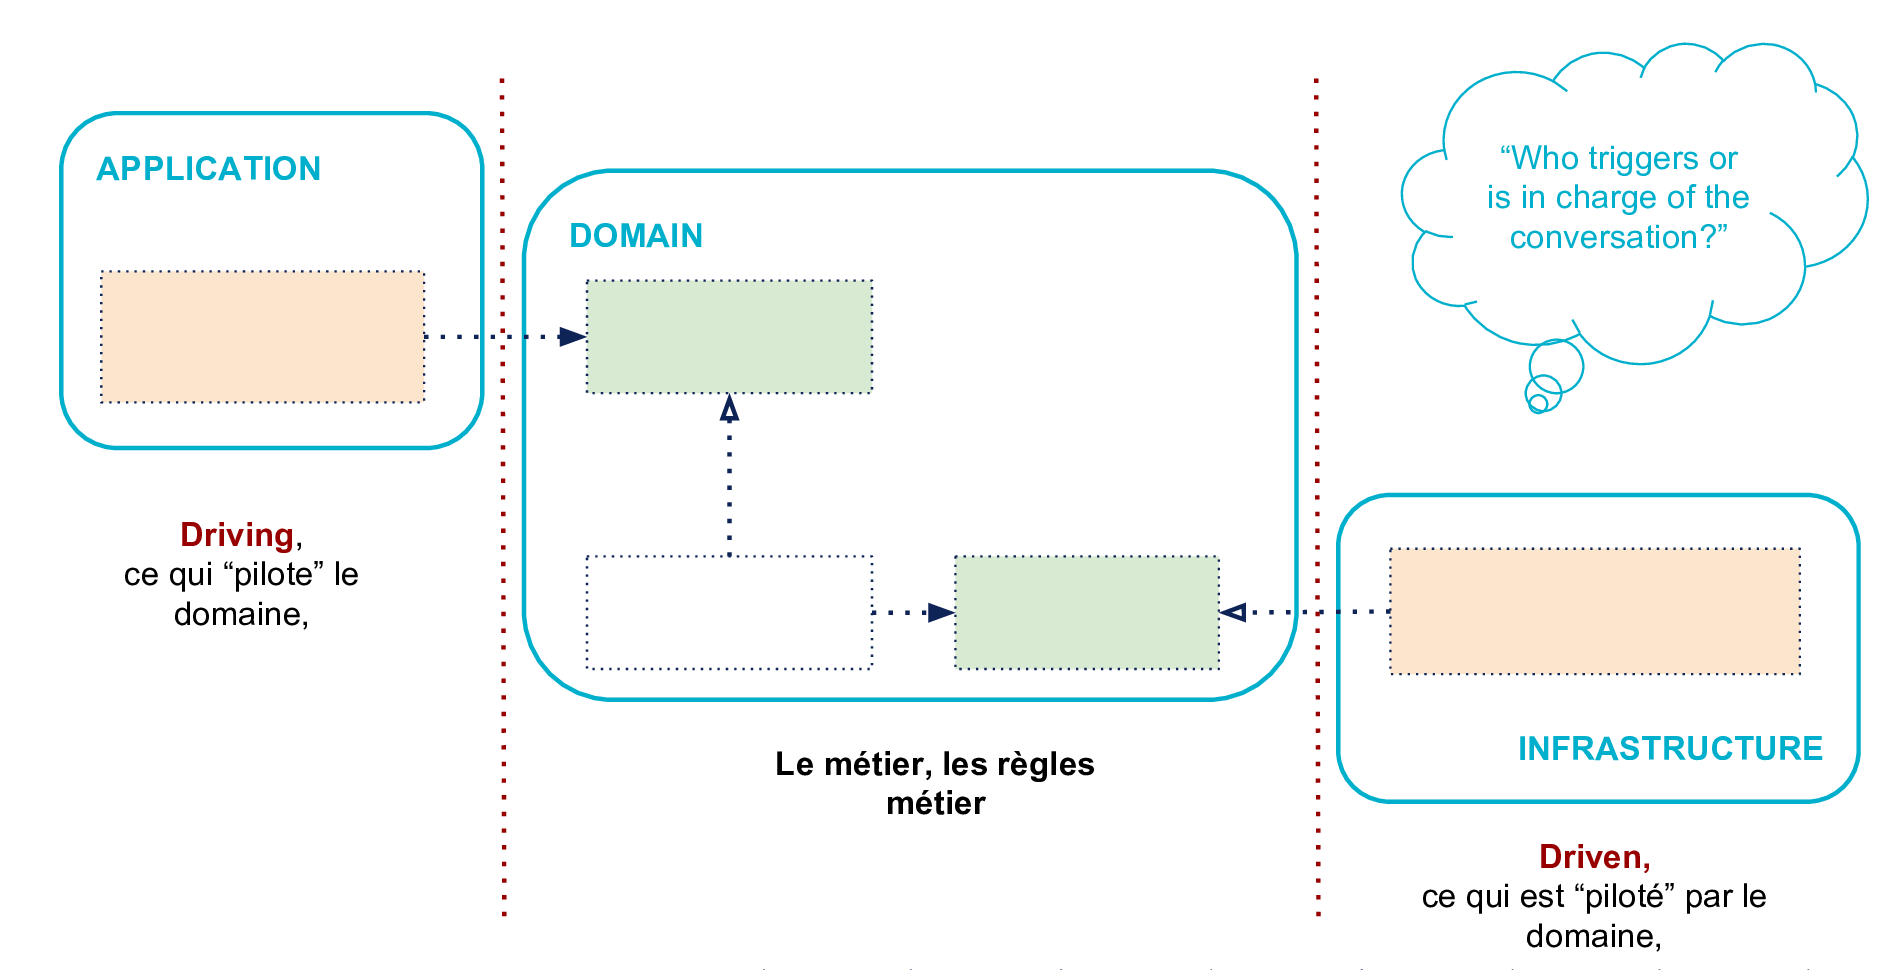 APPLICATION
Driving,
ce qui “pilote” le
domaine,
DOMAIN
Le métier, les règles
métier
“Who triggers or
is in charge of the
conversation?”
INFRASTRUCTURE
Driven,
ce qui est “piloté” par le
domaine,